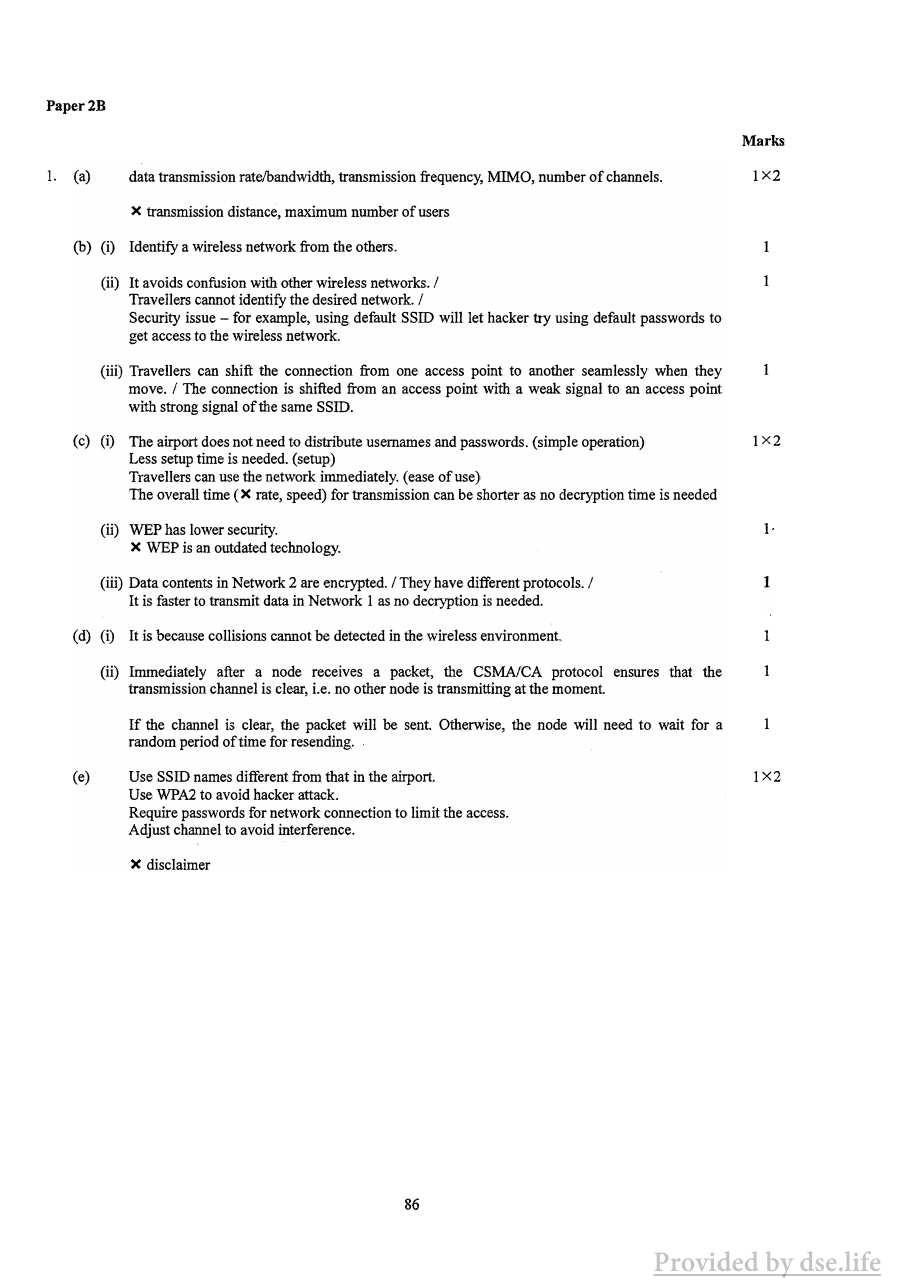 Paper 2B
Marks
1. (a) data transmission rate/bandwidth, transmission frequency, MIMO, number of channels. 1×2
✕ transmission distance, maximum number of users
(b) (i) Identify a wireless network from the others. 1
(ii) It avoids confusion with other wireless networks. / 1
Travellers cannot identify the desired network. /
Security issue – for example, using default SSID will let hacker try using default passwords to
get access to the wireless network.
(iii) Travellers can shift the connection from one access point to another seamlessly when they 1
move. / The connection is shifted from an access point with a weak signal to an access point
with strong signal of the same SSID.
(c) (i) The airport does not need to distribute usernames and passwords. (simple operation) 1×2
Less setup time is needed. (setup)
Travellers can use the network immediately. (ease of use)
The overall time (✕ rate, speed) for transmission can be shorter as no decryption time is needed
(ii) WEP has lower security. 1
✕ WEP is an outdated technology.
(iii) Data contents in Network 2 are encrypted. / They have different protocols. / 1
It is faster to transmit data in Network 1 as no decryption is needed.
(d) (i) It is because collisions cannot be detected in the wireless environment. 1
(ii) Immediately after a node receives a packet, the CSMA/CA protocol ensures that the 1
transmission channel is clear, i.e. no other node is transmitting at the moment.
If the channel is clear, the packet will be sent. Otherwise, the node will need to wait for a 1
random period of time for resending.
(e) Use SSID names different from that in the airport. 1×2
Use WPA2 to avoid hacker attack.
Require passwords for network connection to limit the access.
Adjust channel to avoid interference.
✕ disclaimer
86
Provided by dse.life